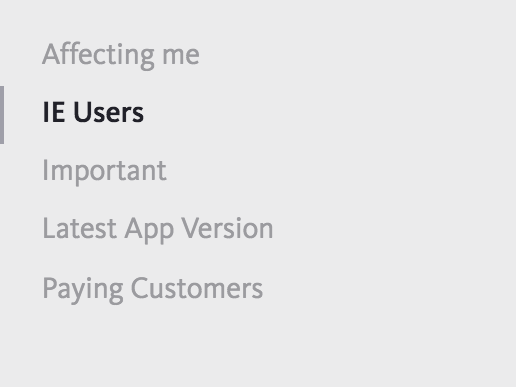 Affecting me
IE Users
Important
Latest App Version
Paying Customers